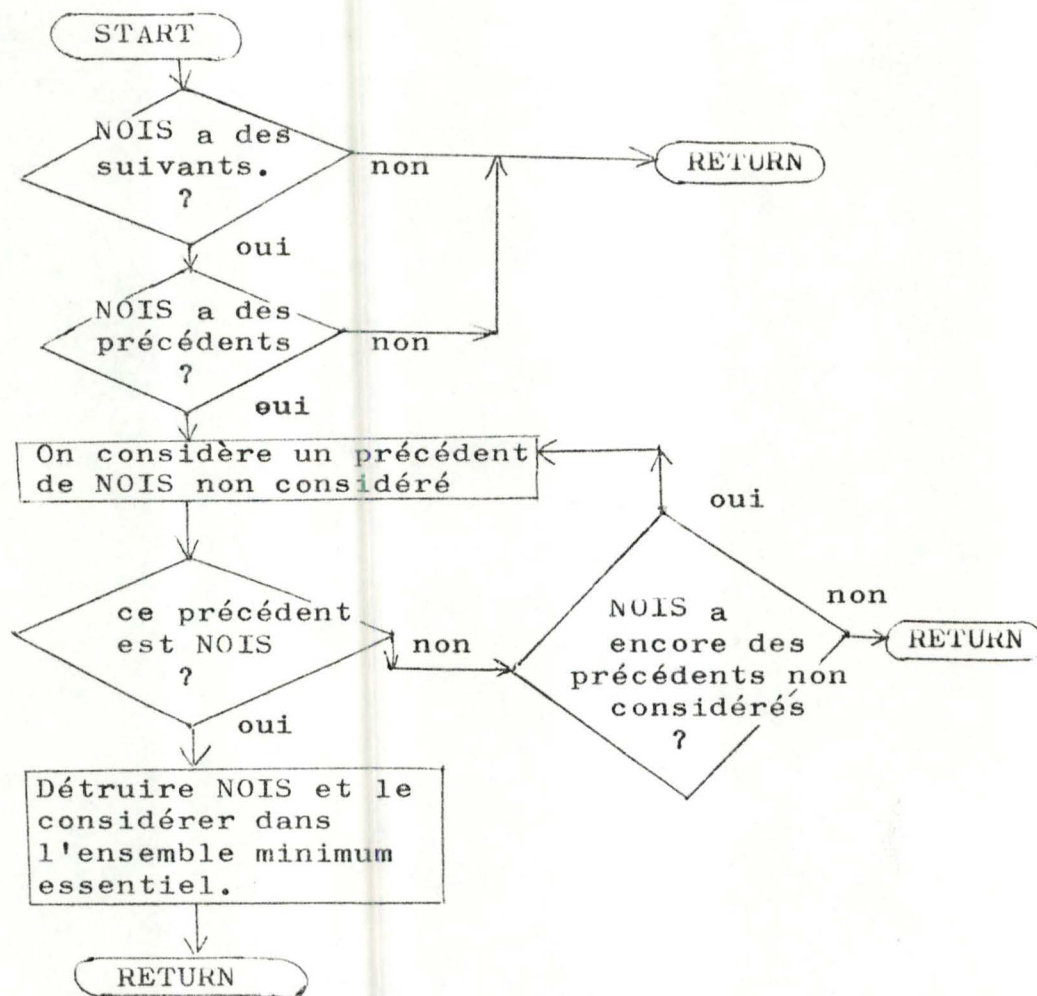 START
NOIS a des
suivants.
?
non
RETURN
oui
NOIS a des
précédents
?
non
oui
On considère un précédent
de NOIS non considéré
oui
ce précédent
est NOIS
?
non
NOIS a
encore des
précédents non
considérés
?
non
RETURN
oui
Détruire NOIS et le
considérer dans
l'ensemble minimum
essentiel.
RETURN